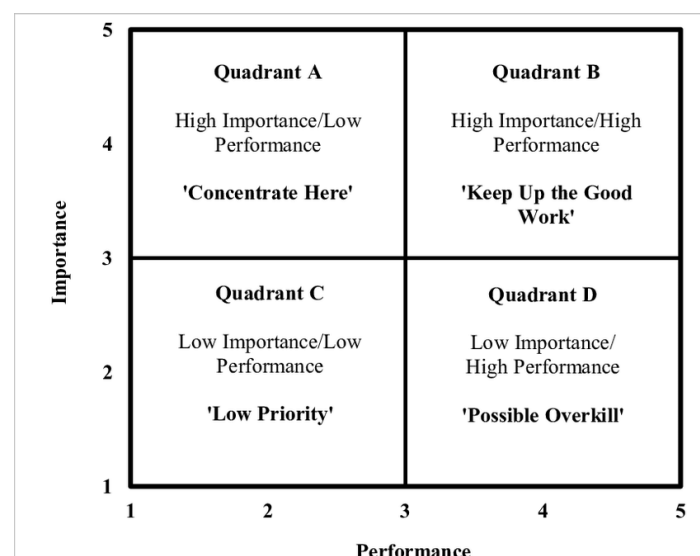 5
Quadrant A
High Importance/Low
Performance
'Concentrate Here'
Quadrant B
High Importance/High
Performance
'Keep Up the Good
Work'
4
Importance
3
Quadrant C
Low Importance/Low
Performance
'Low Priority'
Quadrant D
Low Importance/
High Performance
'Possible Overkill'
2
1
1 2 3 4 5
Performance